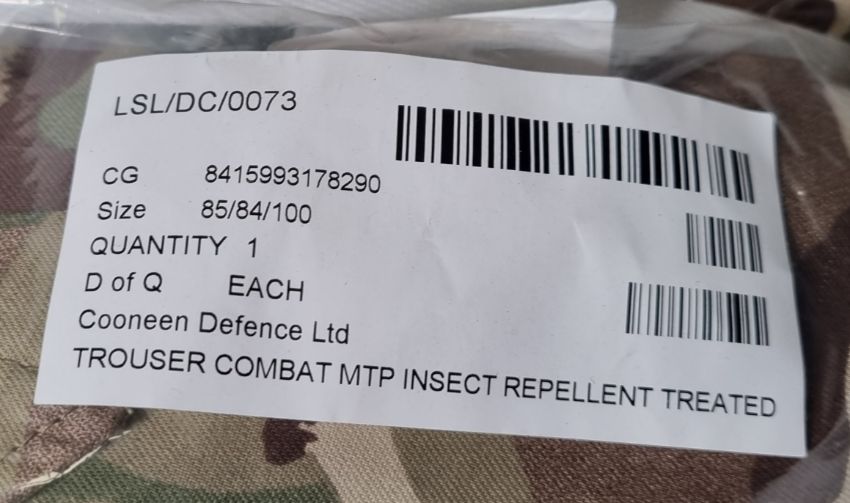 LSL/DC/0073
CG 8415993178290
Size 85/84/100
QUANTITY 1
D of Q EACH
Cooneen Defence Ltd
TROUSER COMBAT MTP INSECT REPELLENT TREATED